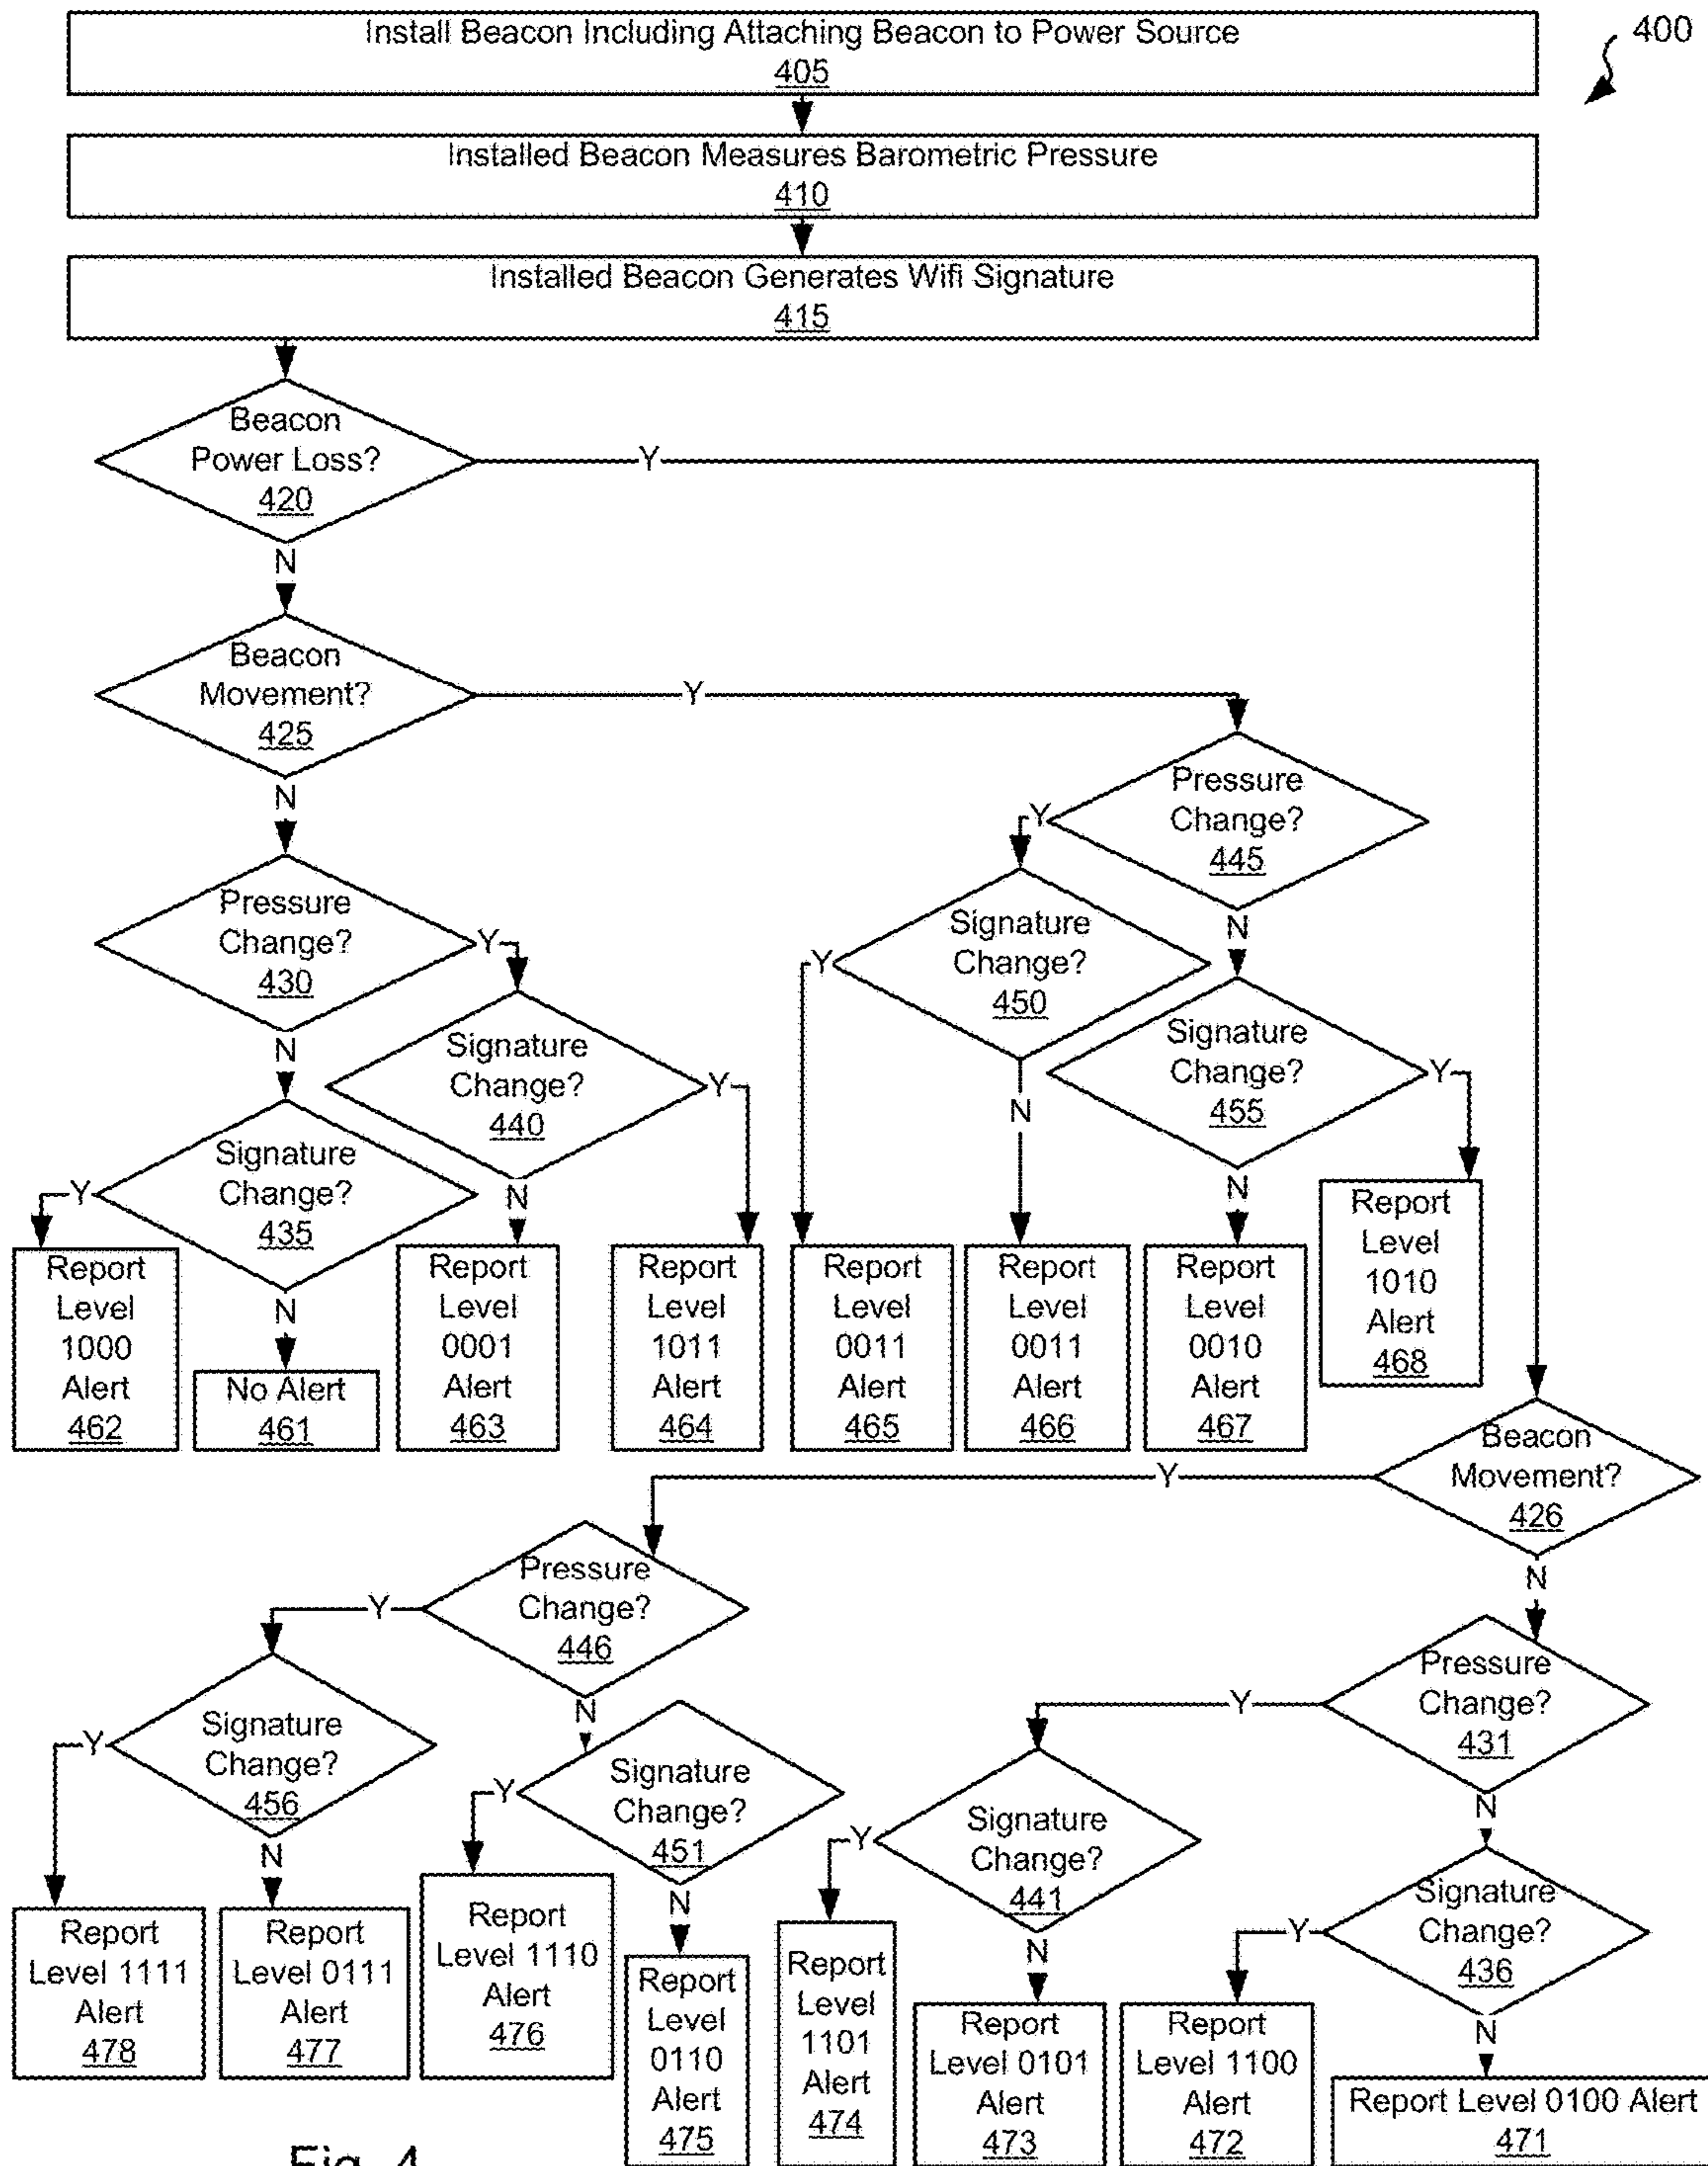 400
Install Beacon Including Attaching Beacon to Power Source
405
Installed Beacon Measures Barometric Pressure
410
Installed Beacon Generates Wifi Signature
415
Beacon
Power Loss?
420
Y
N
Beacon
Movement?
425
Y
N
Pressure
Change?
445
Y
N
Pressure
Change?
430
Y
N
Signature
Change?
450
Y
N
Signature
Change?
455
Y
N
Signature
Change?
440
Y
N
Signature
Change?
435
Y
N
Report
Level
1000
Alert
462
No Alert
461
Report
Level
0001
Alert
463
Report
Level
1011
Alert
464
Report
Level
0011
Alert
465
Report
Level
0011
Alert
466
Report
Level
0010
Alert
467
Report
Level
1010
Alert
468
Beacon
Movement?
426
Y
N
Pressure
Change?
446
Y
N
Pressure
Change?
431
Y
N
Signature
Change?
456
Y
N
Signature
Change?
451
Y
N
Signature
Change?
441
Y
N
Signature
Change?
436
Y
N
Report
Level 1111
Alert
478
Report
Level 0111
Alert
477
Report
Level 1110
Alert
476
Report
Level
0110
Alert
475
Report
Level
1101
Alert
474
Report
Level 0101
Alert
473
Report
Level 1100
Alert
472
Report Level 0100 Alert
471
Fig. 4